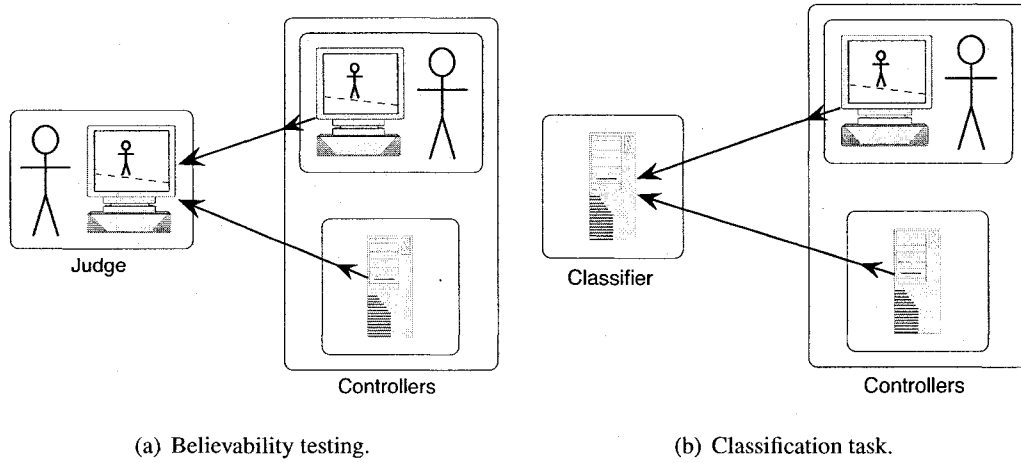 Judge
Controllers
(a) Believability testing.
Classifier
Controllers
(b) Classification task.